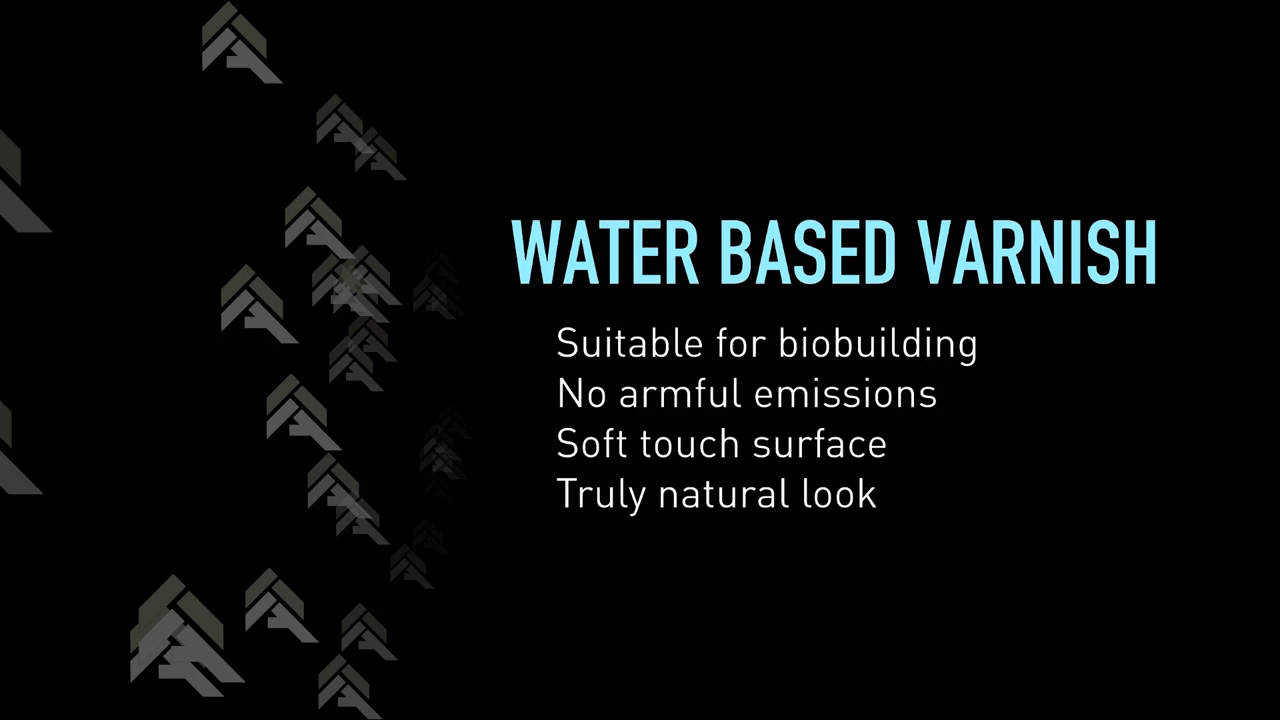 WATER BASED VARNISH
Suitable for biobuilding
No armful emissions
Soft touch surface
Truly natural look